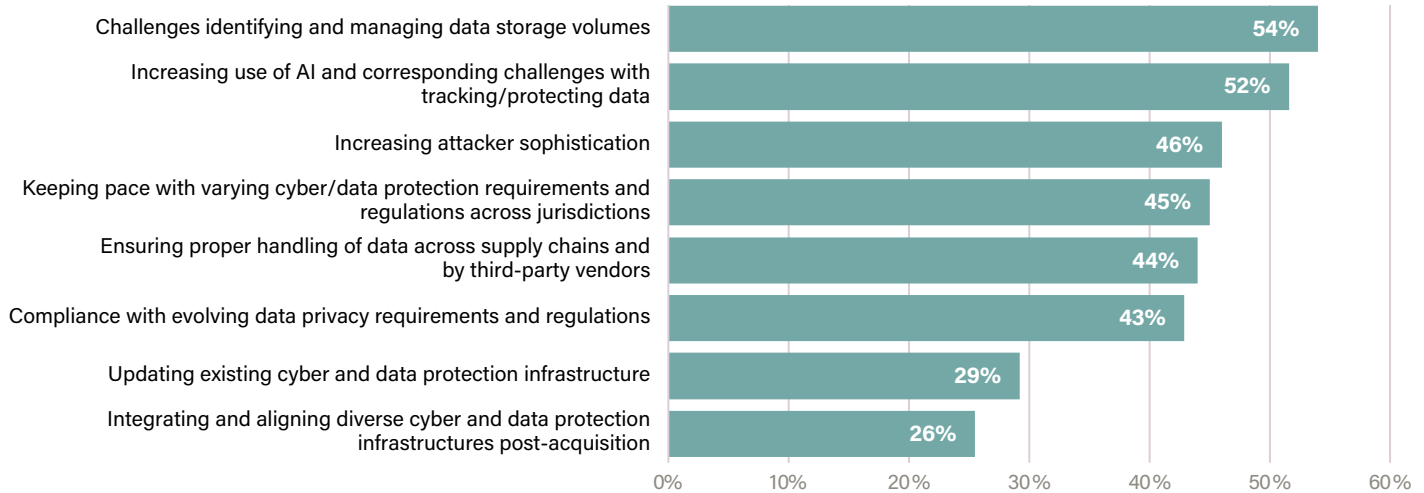 Challenges identifying and managing data storage volumes
54%
Increasing use of AI and corresponding challenges with
tracking/protecting data
52%
Increasing attacker sophistication
46%
Keeping pace with varying cyber/data protection requirements and
regulations across jurisdictions
45%
Ensuring proper handling of data across supply chains and
by third-party vendors
44%
Compliance with evolving data privacy requirements and regulations
43%
Updating existing cyber and data protection infrastructure
29%
Integrating and aligning diverse cyber and data protection
infrastructures post-acquisition
26%
0% 10% 20% 30% 40% 50% 60%